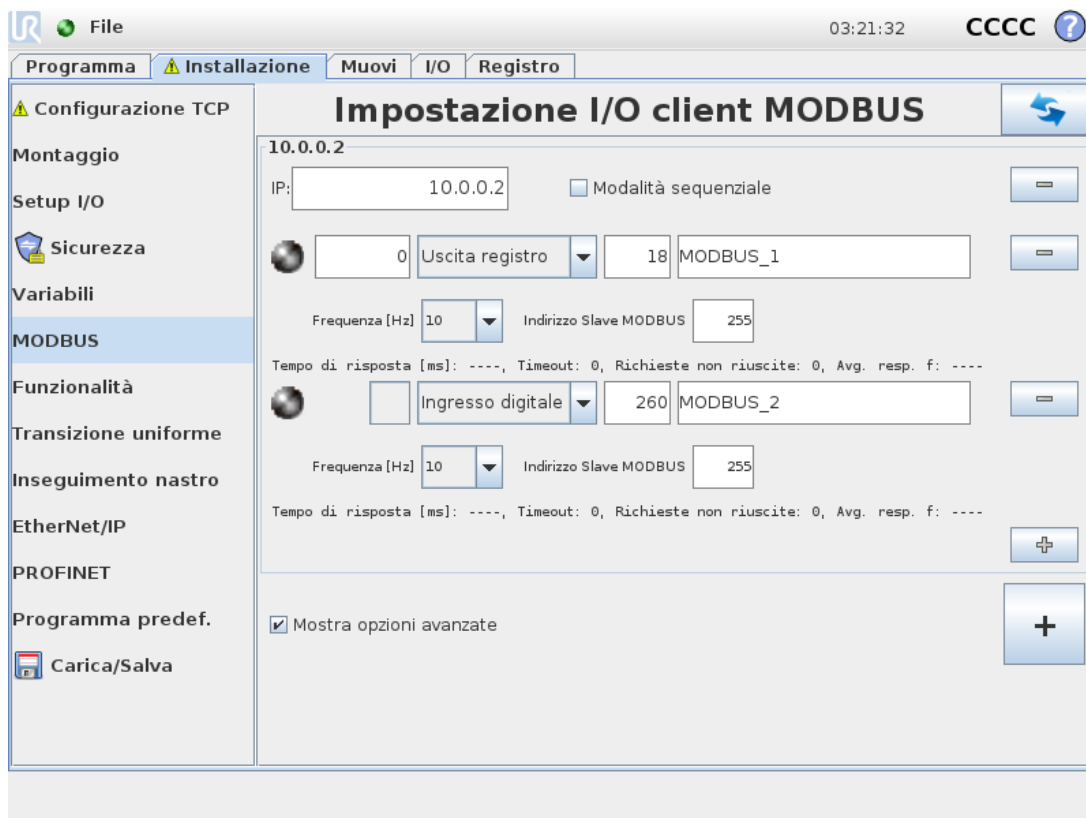 UR File 03:21:32 CCCC ?
Programma Installazione Muovi I/O Registro
Configurazione TCP
Montaggio
Setup I/O
Sicurezza
Variabili
MODBUS
Funzionalità
Transizione uniforme
Inseguimento nastro
EtherNet/IP
PROFINET
Programma predef.
Carica/Salva
Impostazione I/O client MODBUS
10.0.0.2
IP: 10.0.0.2 Modalità sequenziale
0 Uscita registro 18 MODBUS_1
Frequenza [Hz] 10 Indirizzo Slave MODBUS 255
Tempo di risposta [ms]: ----, Timeout: 0, Richieste non riuscite: 0, Avg. resp. f: ----
Ingresso digitale 260 MODBUS_2
Frequenza [Hz] 10 Indirizzo Slave MODBUS 255
Tempo di risposta [ms]: ----, Timeout: 0, Richieste non riuscite: 0, Avg. resp. f: ----
Mostra opzioni avanzate